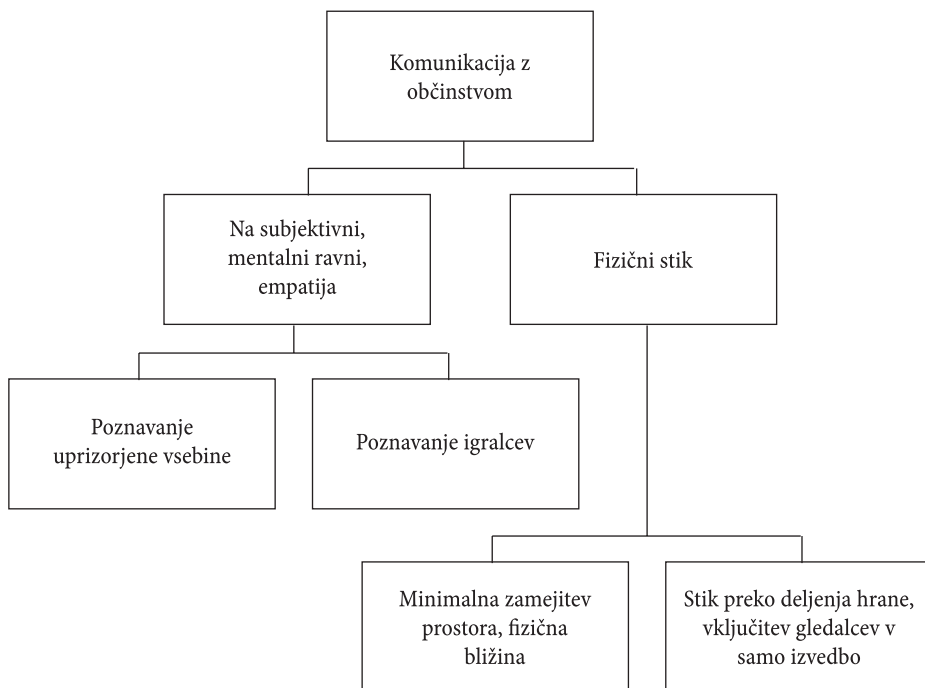 Komunikacija z
občinstvom
Na subjektivni,
mentalni ravni,
empatija
Fizični stik
Poznavanje
uprizorjene vsebine
Poznavanje igralcev
Minimalna zamejitev
prostora, fizična
bližina
Stik preko deljenja hrane,
vključitev gledalcev v
samo izvedbo